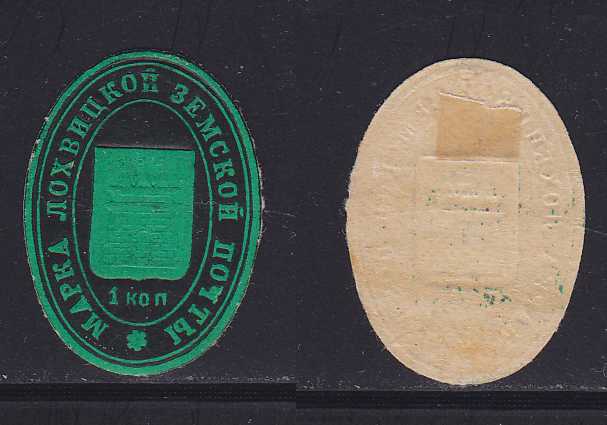 МАРКА ЛОХВИЦКОЙ ЗЕМСКОЙ ПОЧТЫ
1 коп